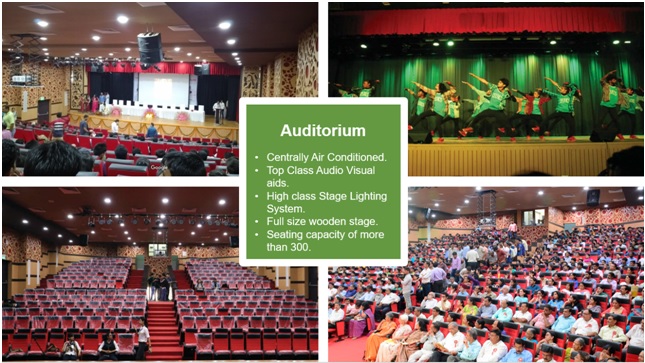 Auditorium
• Centrally Air Conditioned.
• Top Class Audio Visual
aids.
• High class Stage Lighting
System.
• Full size wooden stage.
• Seating capacity of more
than 300.